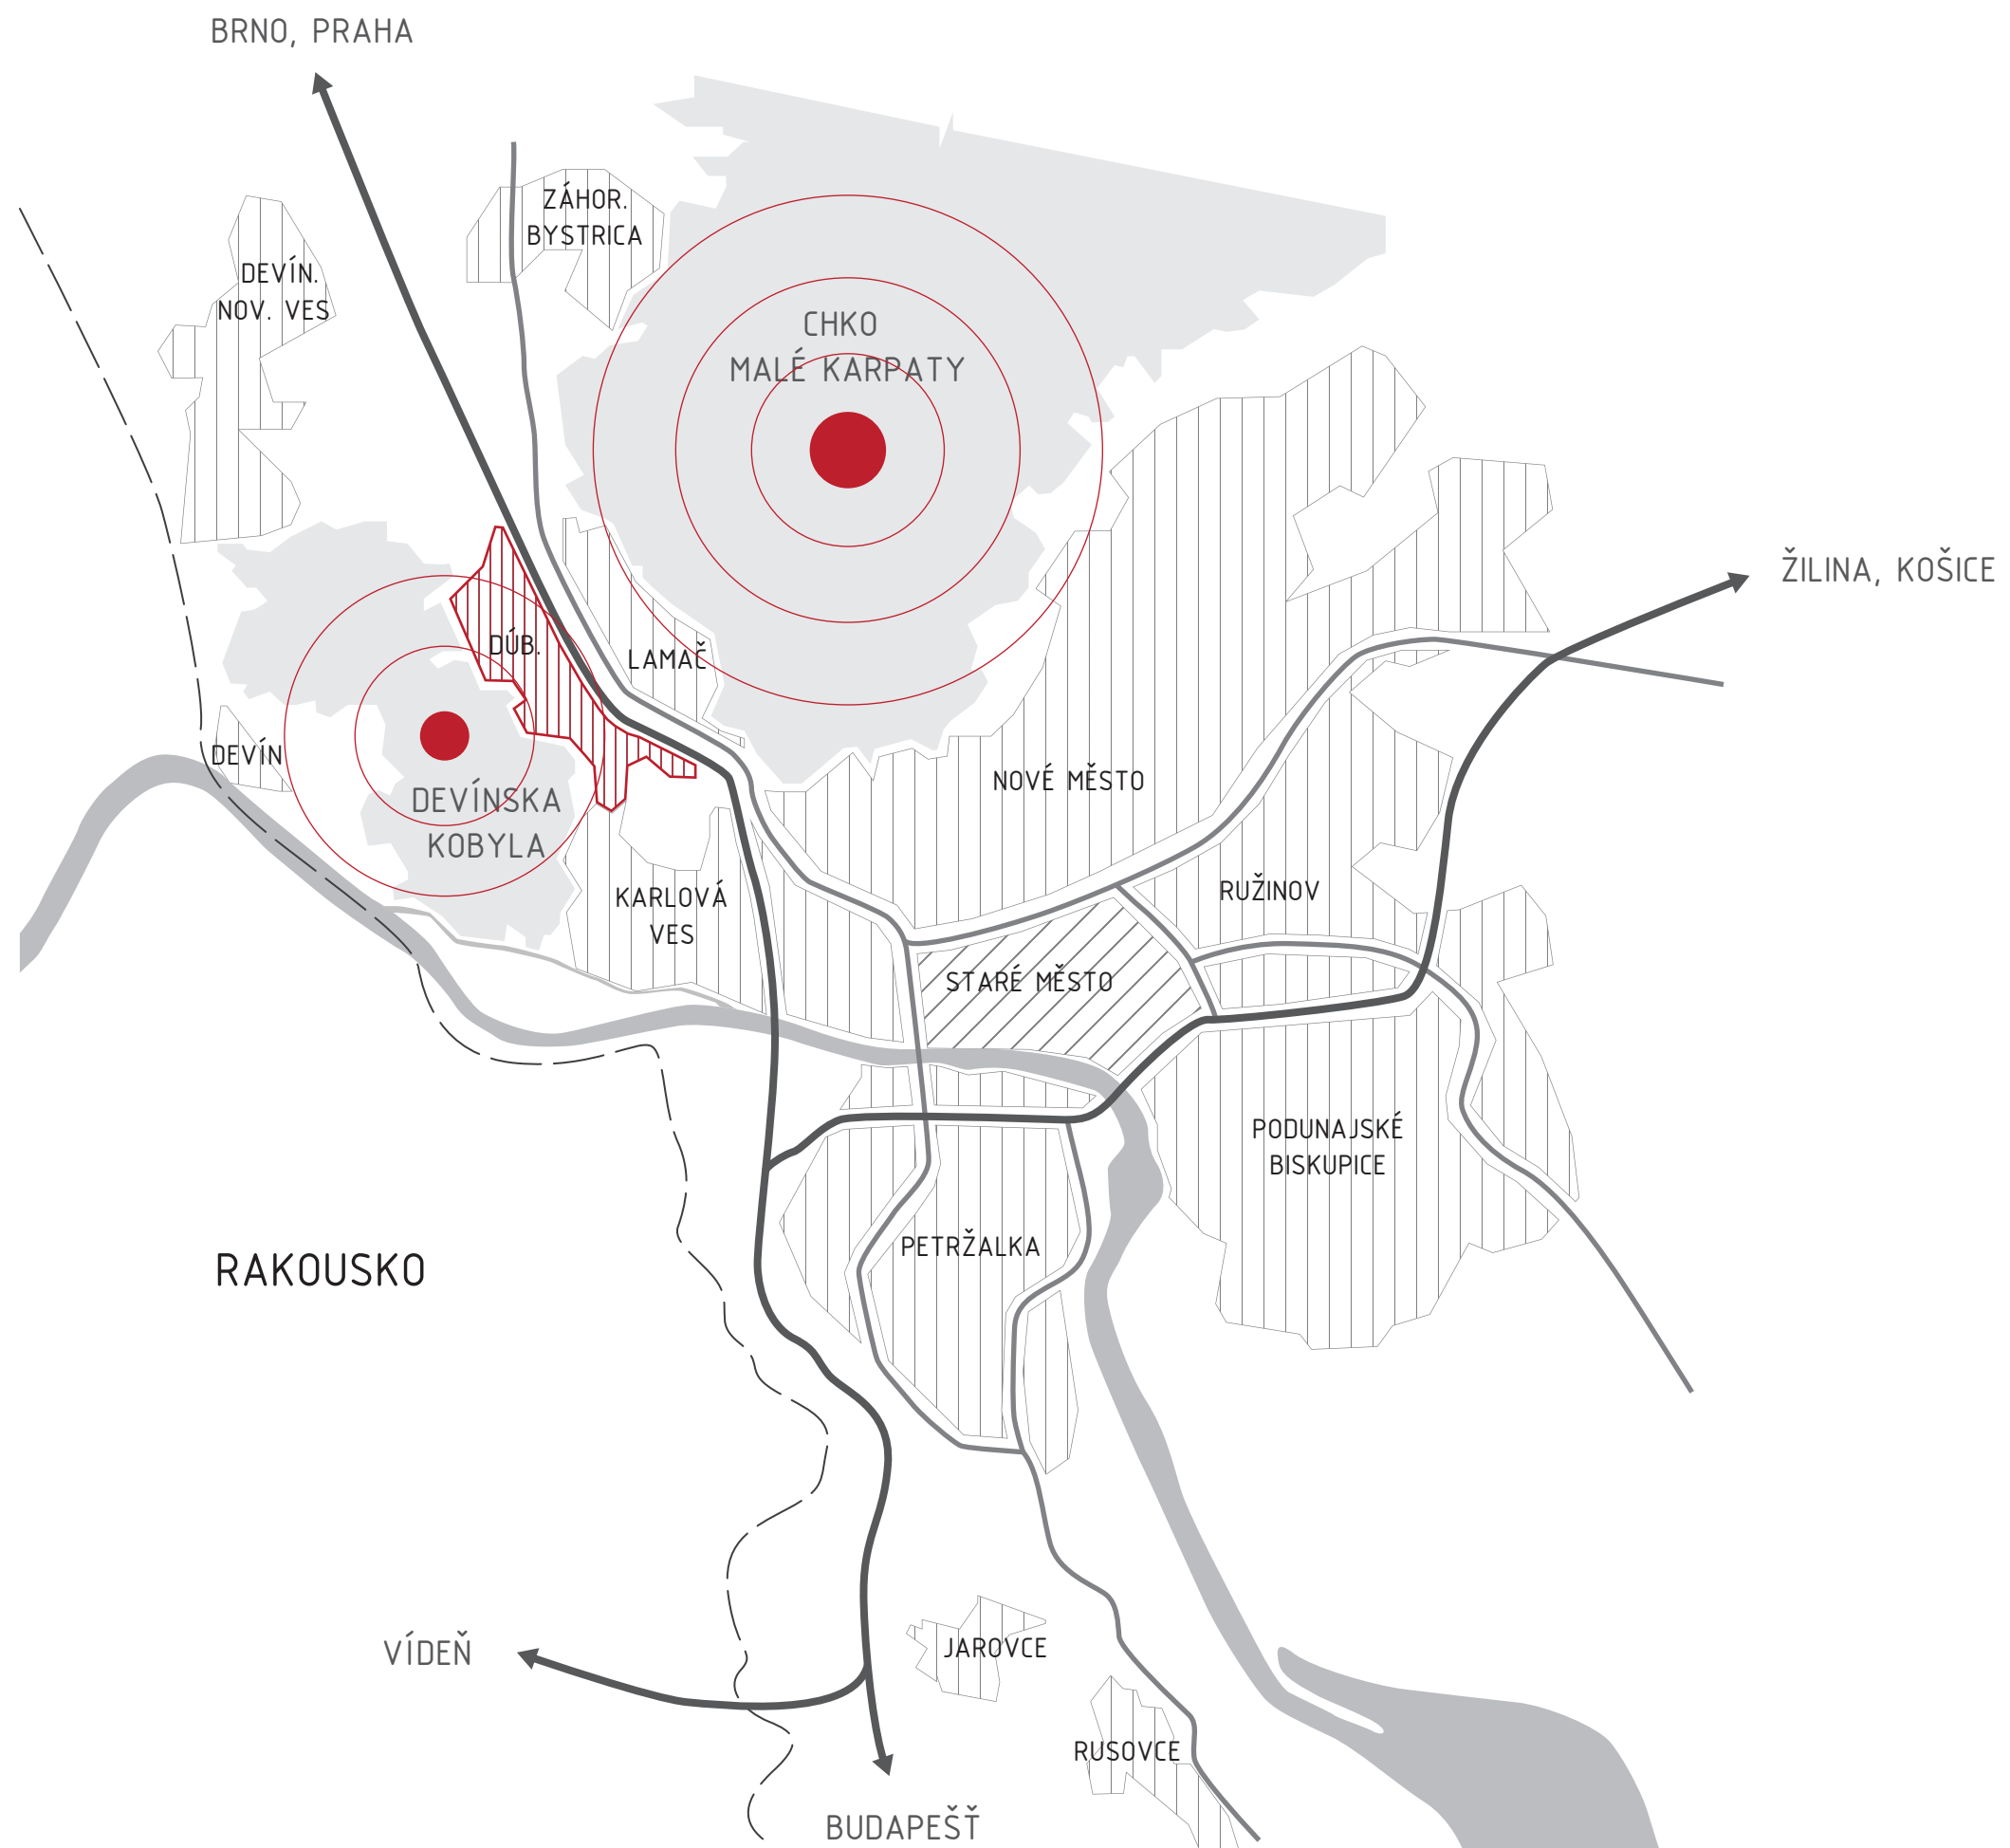 BRNO, PRAHA
ZÁHOR.
BYSTRICA
DEVÍN.
NOV. VES
CHKO
MALÉ KARPATY
ŽILINA, KOŠICE
DÚB.
LAMAČ
DEVÍN
NOVÉ MĚSTO
DEVÍNSKA
KOBYLA
KARLOVÁ
VES
RUŽINOV
STARÉ MĚSTO
PODUNAJSKÉ
BISKUPICE
PETRŽALKA
RAKOUSKO
VÍDEŇ
JAROVCE
RUSOVCE
BUDAPEŠŤ